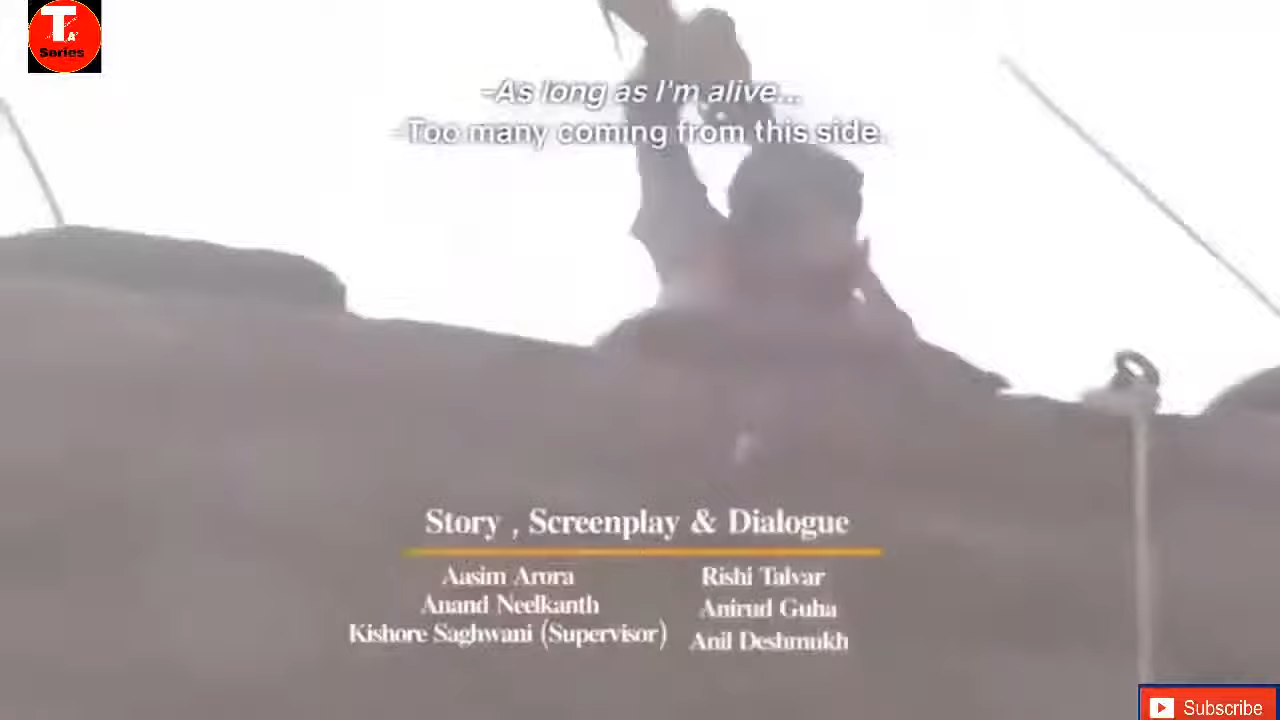 T
A
Series
-As long as I'm alive...
-Too many coming from this side.
Story , Screenplay & Dialogue
Aasim Arora
Anand Neelkanth
Kishore Saghwani (Supervisor)
Rishi Talvar
Anirud Guha
Anil Deshmukh
Subscribe